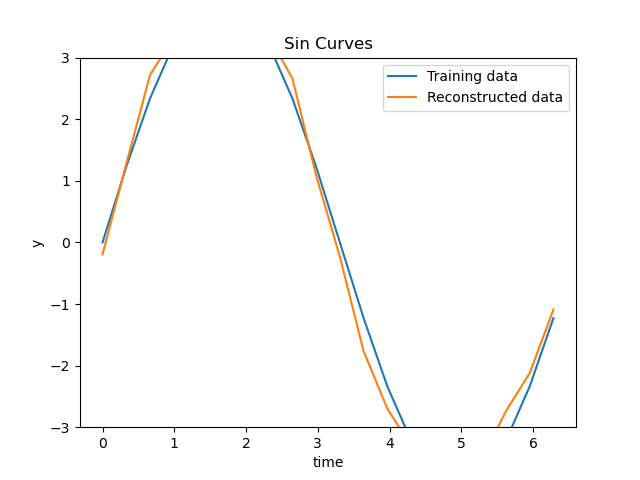 Sin Curves
Training data
Reconstructed data
y
3
2
1
0
−1
−2
−3
0 1 2 3 4 5 6
time